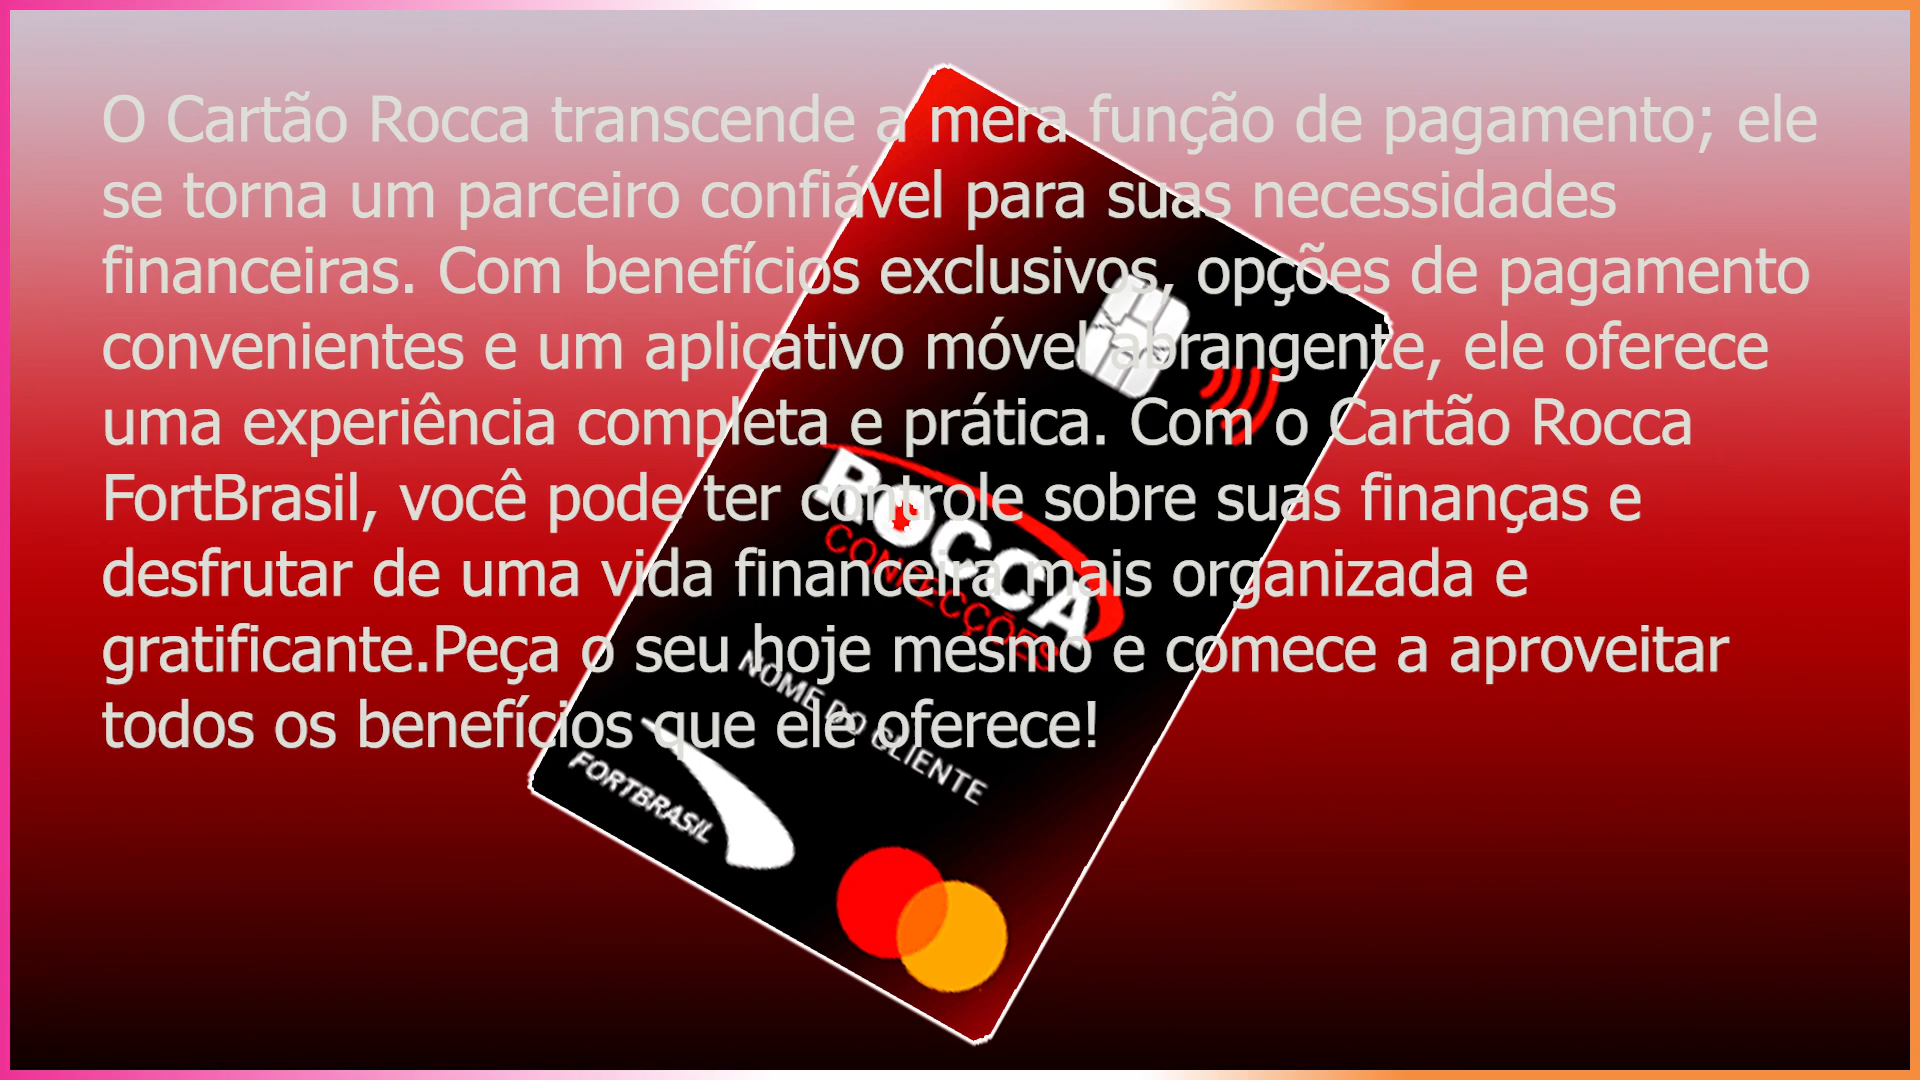 O Cartão Rocca transcende a mera função de pagamento; ele
se torna um parceiro confiável para suas necessidades
financeiras. Com benefícios exclusivos, opções de pagamento
convenientes e um aplicativo móvel abrangente, ele oferece
uma experiência completa e prática. Com o Cartão Rocca
FortBrasil, você pode ter controle sobre suas finanças e
desfrutar de uma vida financeira mais organizada e
gratificante.Peça o seu hoje mesmo e comece a aproveitar
todos os benefícios que ele oferece!
ROCCA
CONFECÇÕES
NOME DO CLIENTE
FORTBRASIL